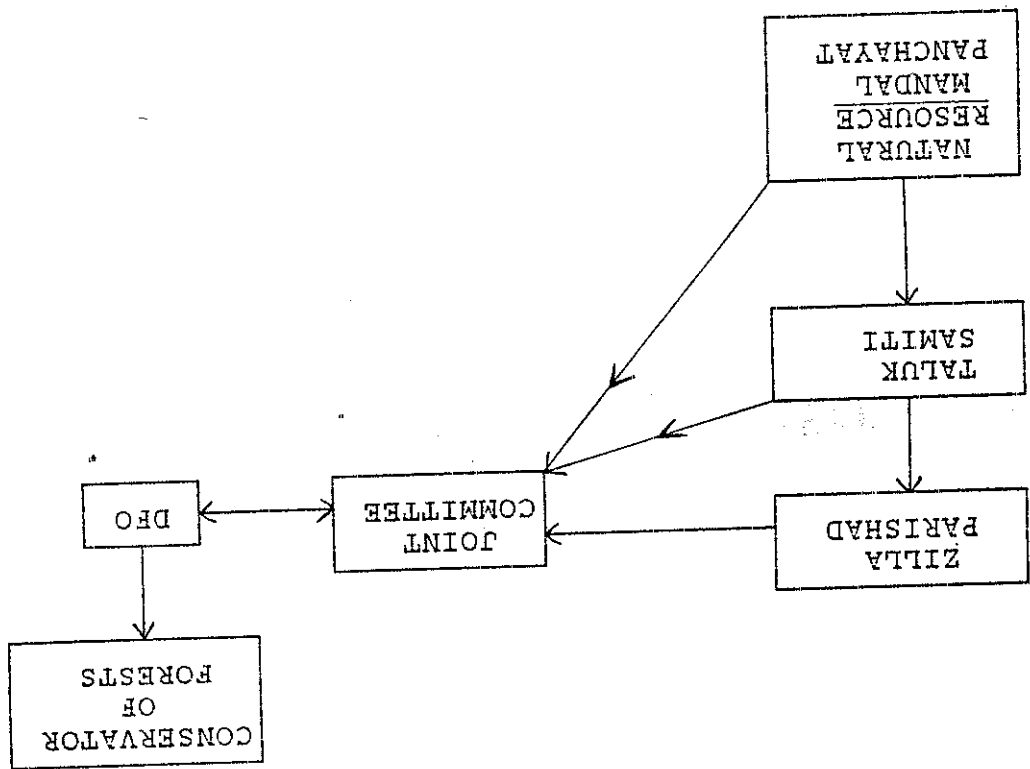 CONSERVATOR
OF
FORESTS
ZILLA
PARISHAD
JOINT
COMMITTEE
DFO
TALUK
SAMITI
NATURAL
RESOURCE
MANDAL
PANCHAYAT